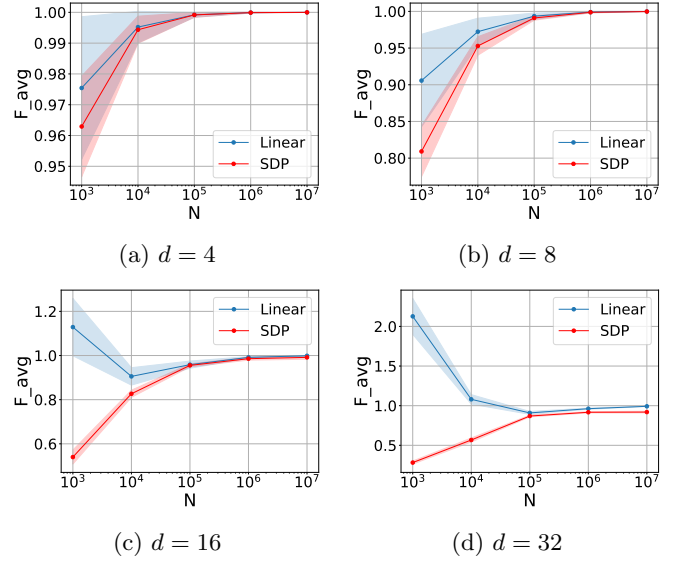 1.00
0.99
0.98
0.97
0.96
0.95
F_avg
Linear
SDP
10^3 10^4 10^5 10^6 10^7
N
(a) d = 4
1.00
0.95
0.90
0.85
0.80
F_avg
Linear
SDP
10^3 10^4 10^5 10^6 10^7
N
(b) d = 8
1.2
1.0
0.8
0.6
F_avg
Linear
SDP
10^3 10^4 10^5 10^6 10^7
N
(c) d = 16
2.0
1.5
1.0
0.5
F_avg
Linear
SDP
10^3 10^4 10^5 10^6 10^7
N
(d) d = 32